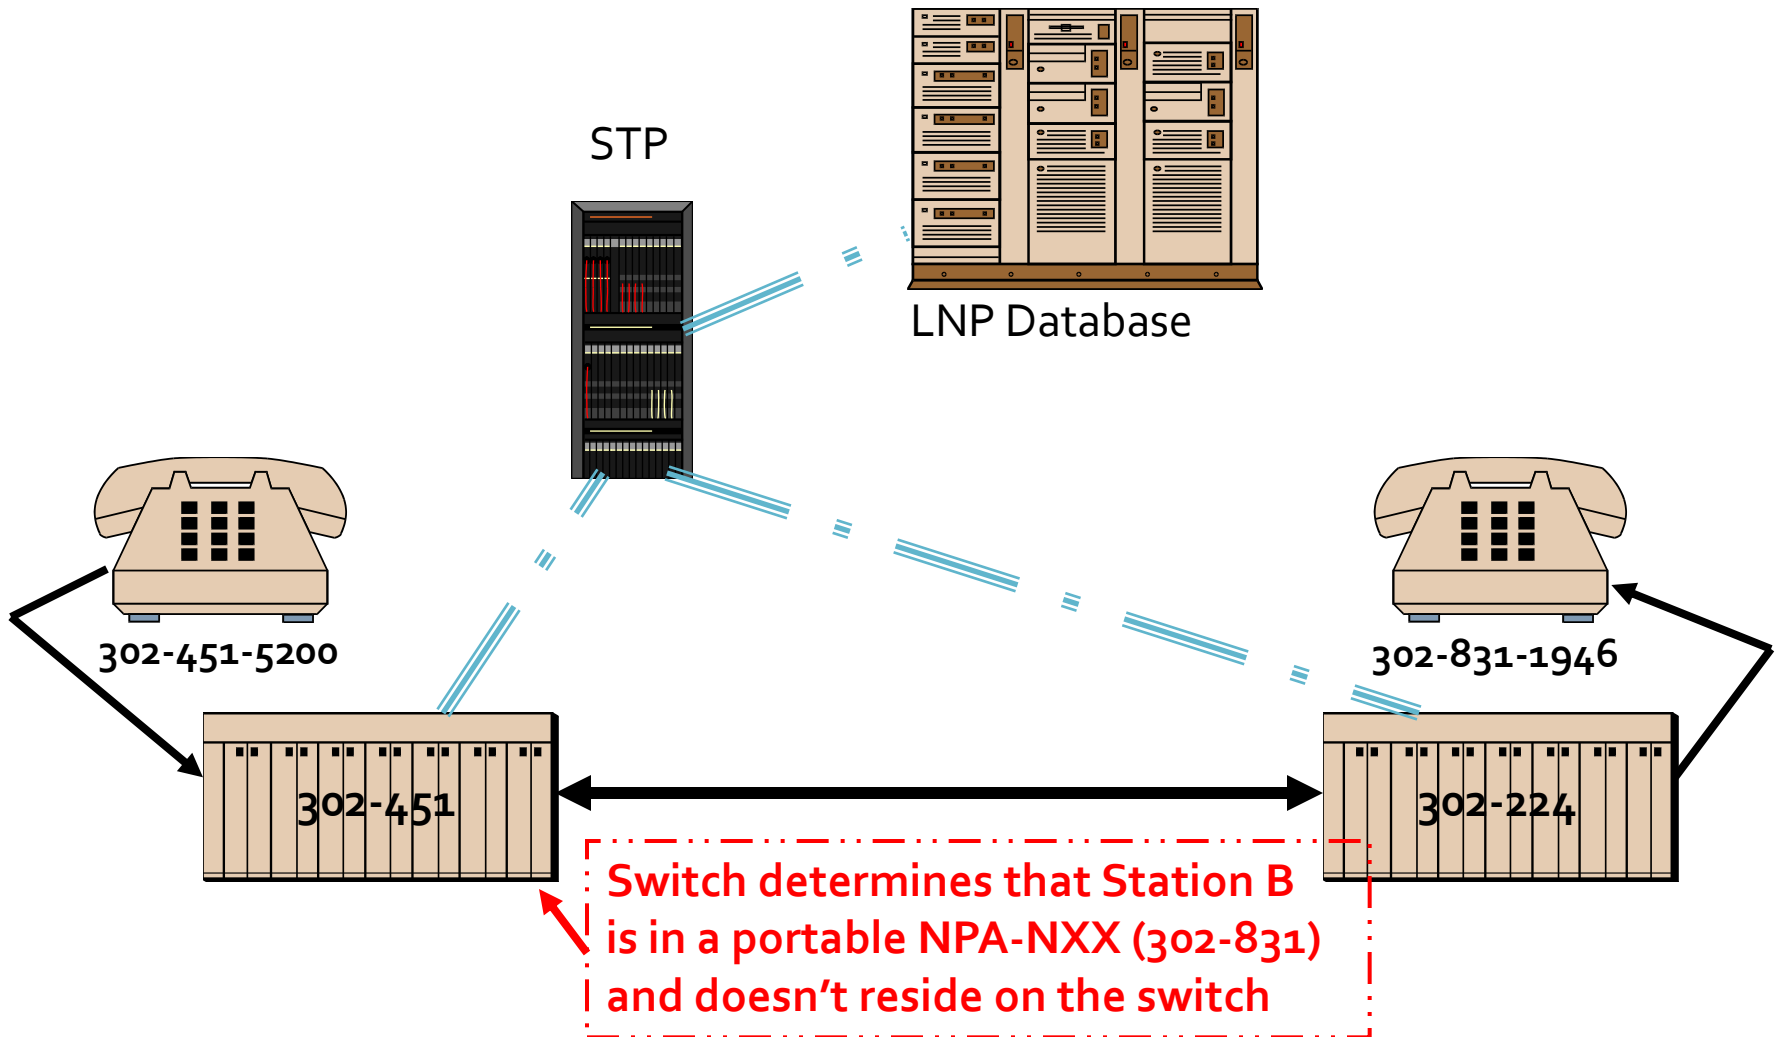 STP
LNP Database
302-451-5200
302-831-1946
302-451
302-224
Switch determines that Station B
is in a portable NPA-NXX (302-831)
and doesn’t reside on the switch